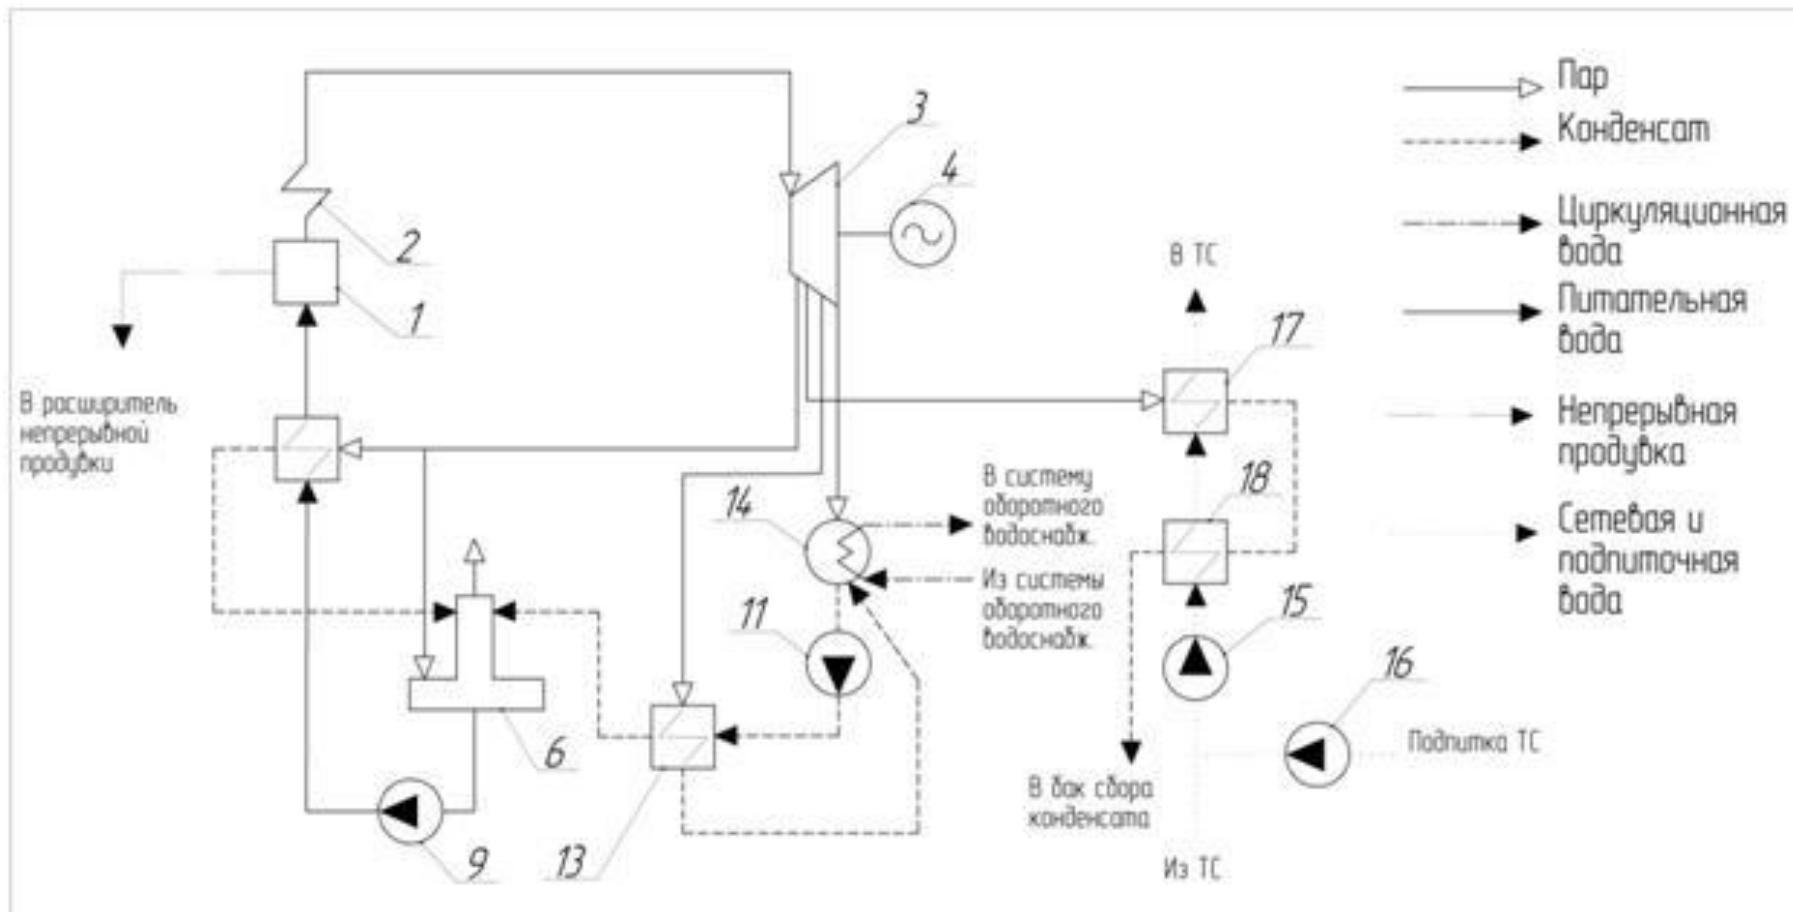 3
4
2
1
В расширитель
непрерывной
продувки
6
9
13
11
14
В систему
оборотного
водоснабж.
Из системы
оборотного
водоснабж.
В ТС
17
18
15
16
Подпитка ТС
В бак сбора
конденсата
Из ТС
Пар
Конденсат
Циркуляционная
вода
Питательная
вода
Непрерывная
продувка
Сетевая и
подпиточная
вода